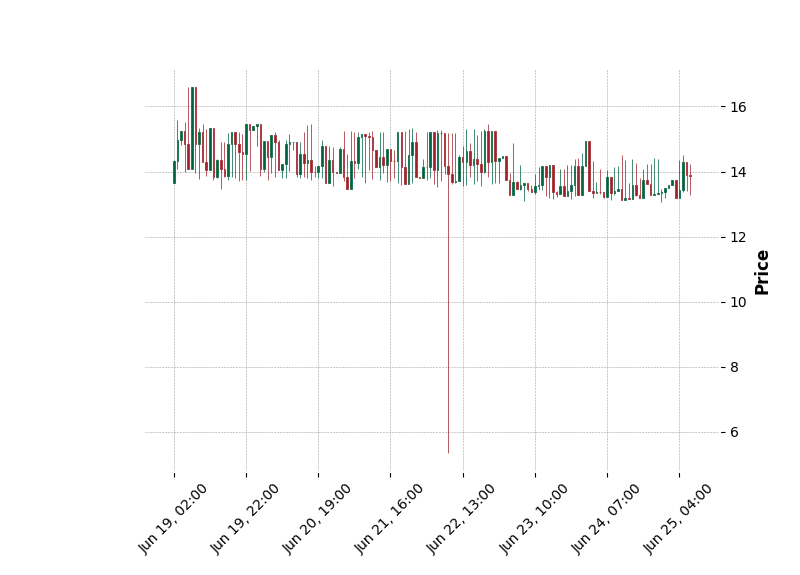 16
14
12
10
8
6
Price
Jun 19, 02:00
Jun 19, 22:00
Jun 20, 19:00
Jun 21, 16:00
Jun 22, 13:00
Jun 23, 10:00
Jun 24, 07:00
Jun 25, 04:00